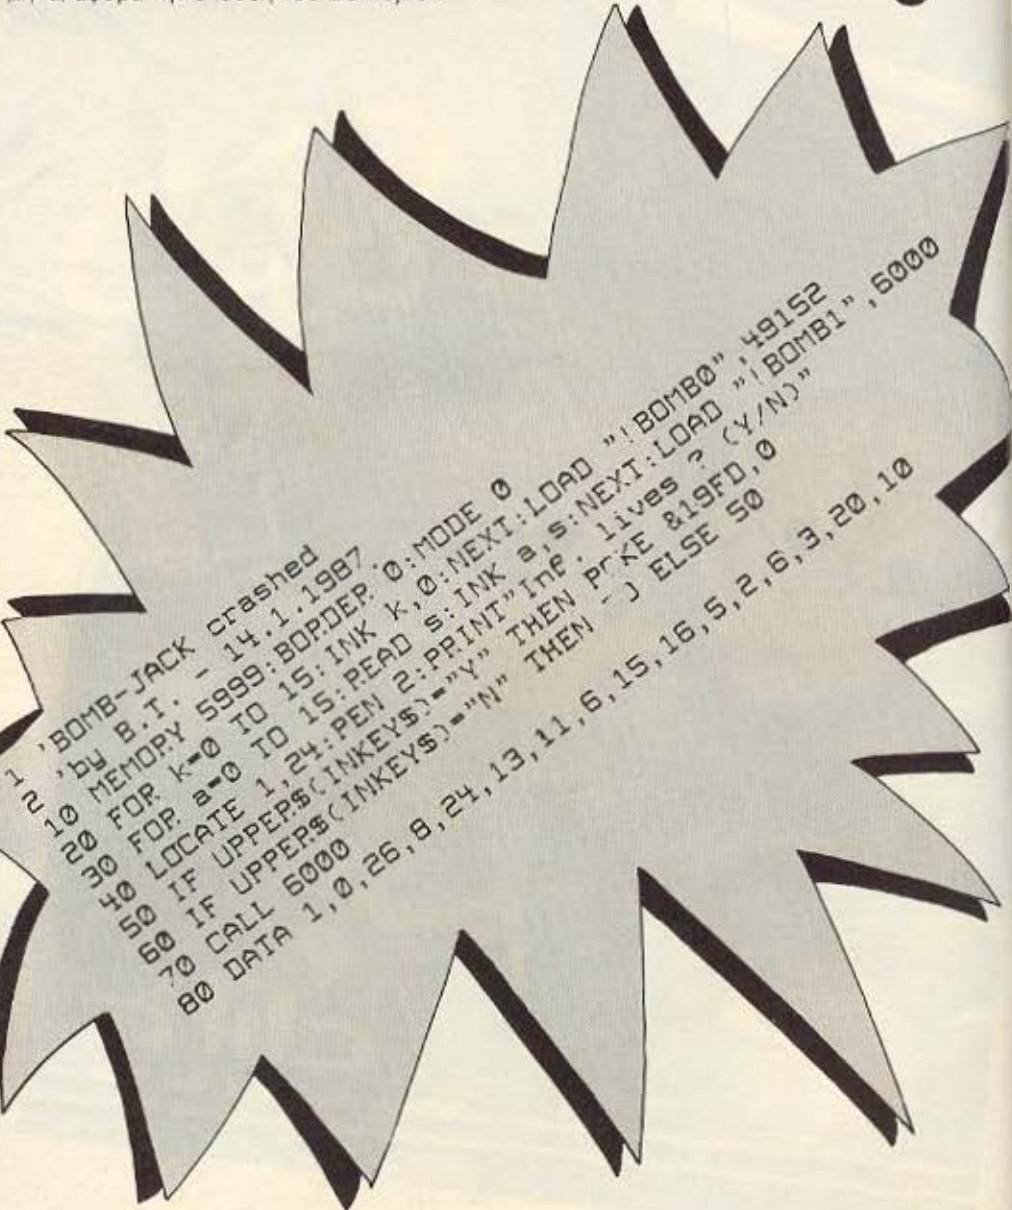 1 'BOMB-JACK crashed
2 'by B.I. - 14.1.1987.
10 MEMORY 5999:BORDER 0:MODE 0
20 FOR k=0 TO 15:INK k,0:NEXT:LOAD "!BOMB0",49152
30 FOR a=0 TO 15:READ s:INK a,s:NEXT:LOAD "!BOMB1",6000
40 LOCATE 1,24:PEN 2:PRINT"Inf. lives ? (Y/N)"
50 IF UPPER$(INKEY$)="Y" THEN &19FD,0
60 IF UPPER$(INKEY$)="N" THEN ELSE 50
70 CALL 6000
80 DATA 1,0,26,8,24,13,11,6,15,16,5,2,6,3,20,10